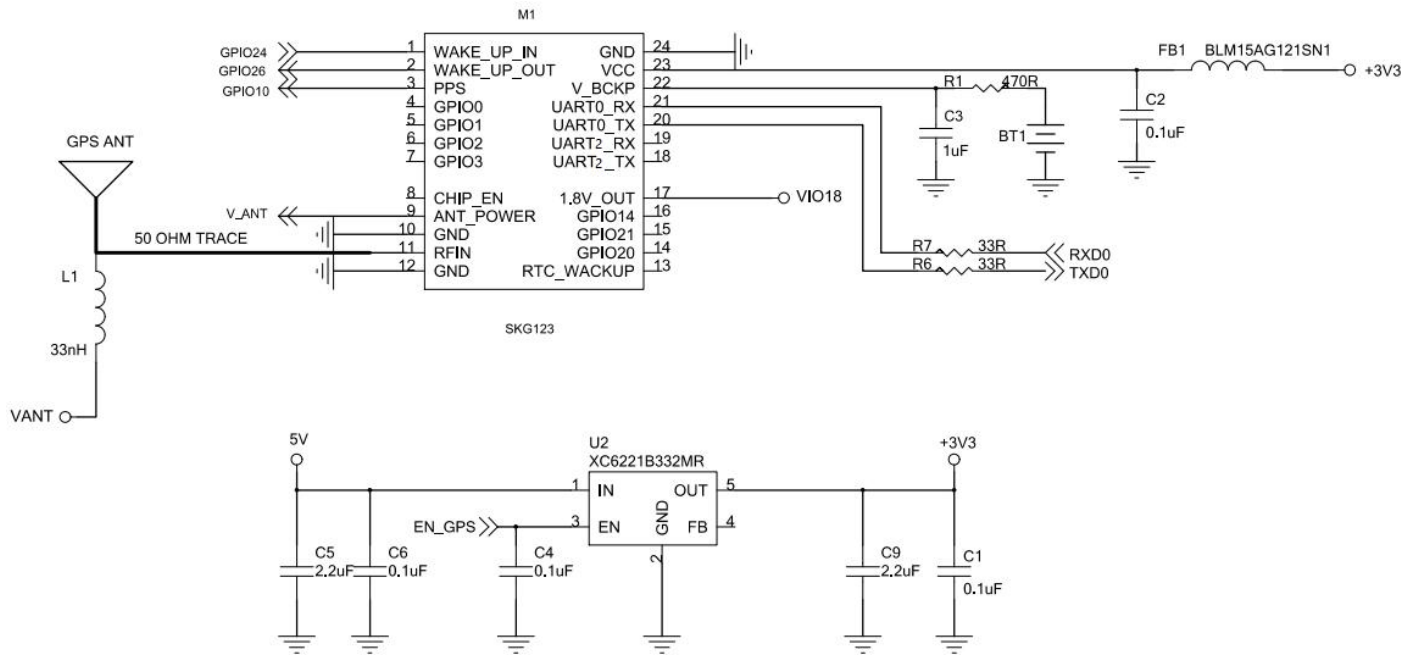 M1
GPIO24 1 WAKE_UP_IN GND 24
GPIO26 2 WAKE_UP_OUT VCC 23 FB1 BLM15AG121SN1 +3V3
GPIO10 3 PPS V_BCKP 22 R1 470R
4 GPIO0 UART0_RX 21
5 GPIO1 UART0_TX 20
6 GPIO2 UART2_RX 19
7 GPIO3 UART2_TX 18
C3
1uF
BT1
C2
0.1uF
GPS ANT
8 CHIP_EN 1.8V_OUT 17 VIO18
V_ANT 9 ANT_POWER GPIO14 16
10 GND GPIO21 15
50 OHM TRACE 11 RFIN GPIO20 14 R7 33R RXD0
12 GND RTC_WACKUP 13 R6 33R TXD0
L1
33nH
VANT
SKG123
5V
U2
XC6221B332MR
+3V3
1 IN OUT 5
EN_GPS 3 EN GND FB 4
2
C5
2.2uF
C6
0.1uF
C4
0.1uF
C9
2.2uF
C1
0.1uF